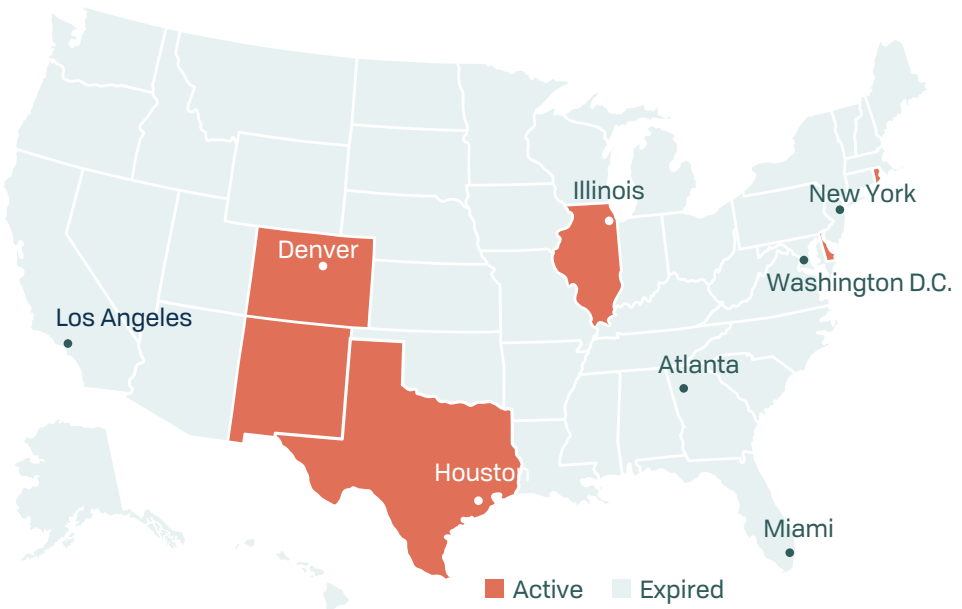 Illinois
New York
Denver
Washington D.C.
Los Angeles
Atlanta
Houston
Miami
Active
Expired